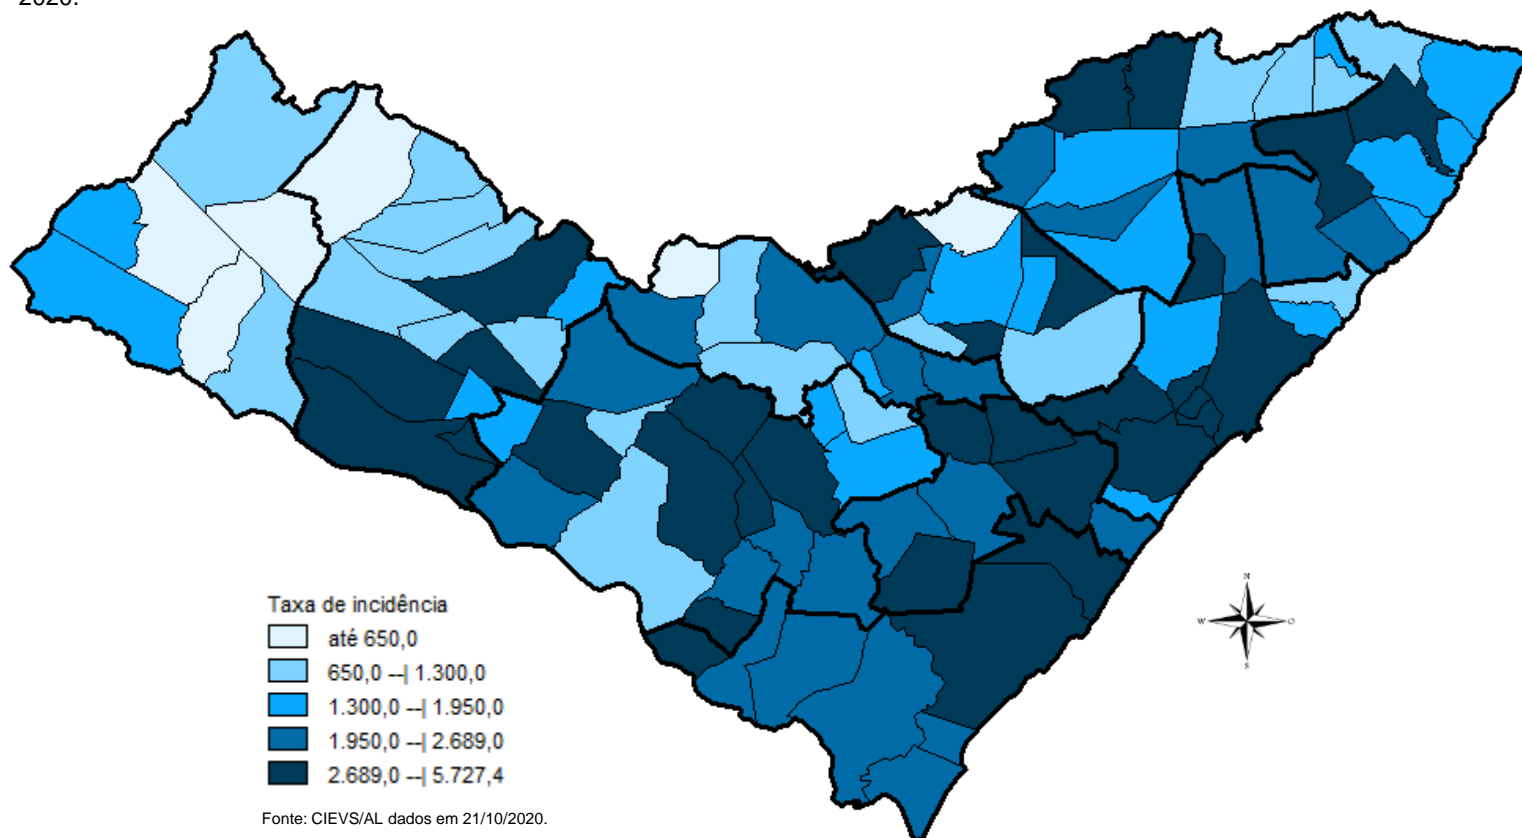 2020.
Taxa de incidência
até 650,0
650,0 --| 1.300,0
1.300,0 --| 1.950,0
1.950,0 --| 2.689,0
2.689,0 --| 5.727,4
Fonte: CIEVS/AL dados em 21/10/2020.
N
W
O
S